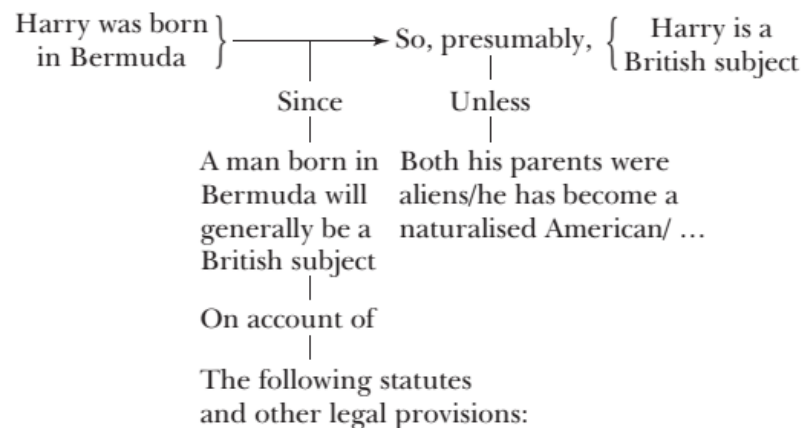 Harry was born
in Bermuda
So, presumably,
Harry is a
British subject
Since
Unless
A man born in
Bermuda will
generally be a
British subject
Both his parents were
aliens/he has become a
naturalised American/ …
On account of
The following statutes
and other legal provisions: